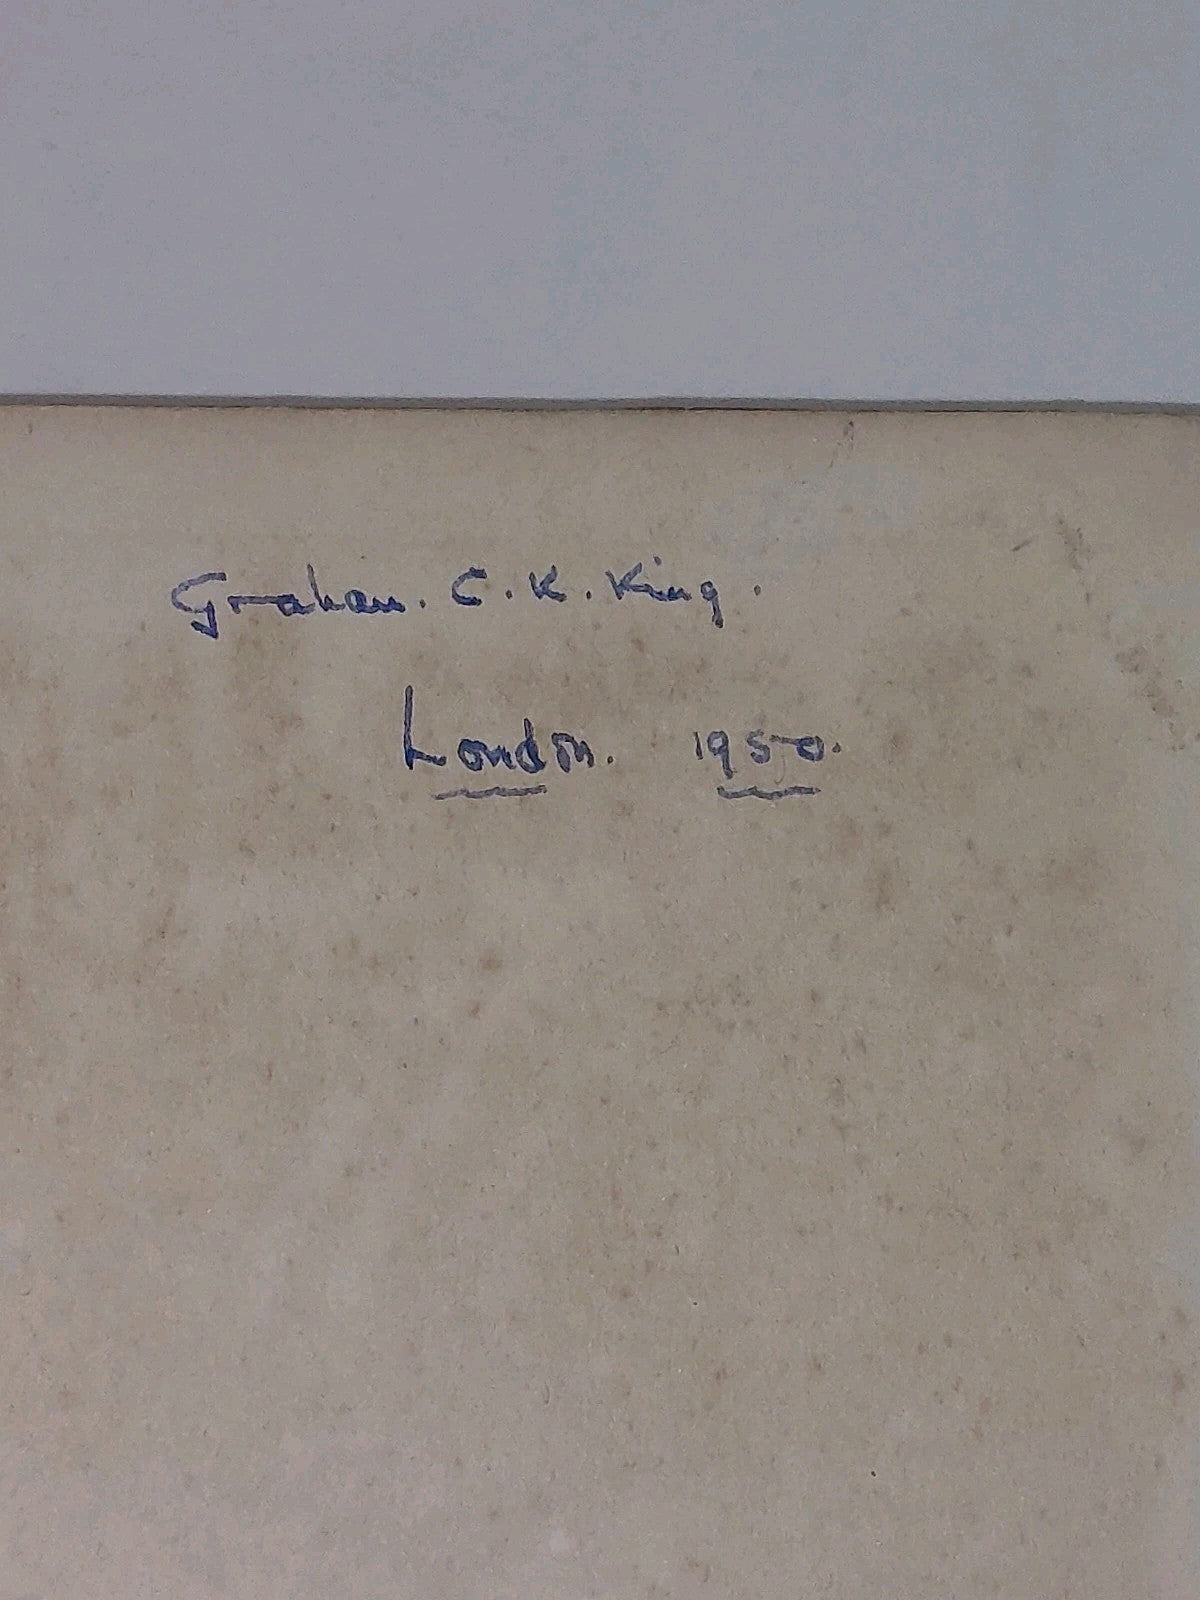 Graham. C. K. King.
London. 1950.